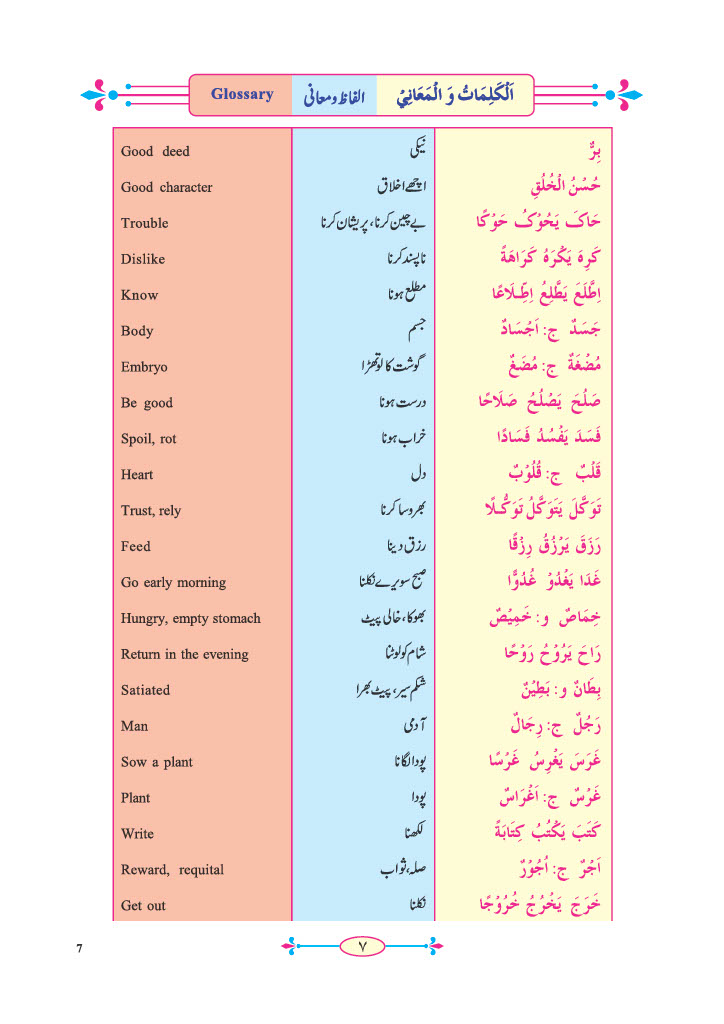 Glossary الفاظ ومعانی اَلْكَلِمَاتُ وَ الْمَعَانِيْ
Good deed نیکی بِرٌّ
Good character اچھے اخلاق حُسْنُ الْخُلُقِ
Trouble بے چین کرنا، پریشان کرنا حَاکَ يَحُوْکُ حَوْكًا
Dislike ناپسند کرنا كَرِهَ يَكْرَهُ كَرَاهَةً
Know مطلع ہونا اِطَّلَعَ يَطَّلِعُ اِطِّلَاعًا
Body جسم جَسَدٌ ج: اَجْسَادٌ
Embryo گوشت کا لوتھڑا مُضْغَةٌ ج: مُضَغٌ
Be good درست ہونا صَلُحَ يَصْلُحُ صَلَاحًا
Spoil, rot خراب ہونا فَسَدَ يَفْسُدُ فَسَادًا
Heart دل قَلْبٌ ج: قُلُوْبٌ
Trust, rely بھروسا کرنا تَوَكَّلَ يَتَوَكَّلُ تَوَكُّلًا
Feed رزق دینا رَزَقَ يَرْزُقُ رِزْقًا
Go early morning صبح سویرے نکلنا غَدَا يَغْدُوْ غُدُوًّا
Hungry, empty stomach بھوکا، خالی پیٹ خِمَاصٌ و: خَمِيْصٌ
Return in the evening شام کو لوٹنا رَاحَ يَرُوْحُ رَوْحًا
Satiated شکم سیر، پیٹ بھرا بِطَانٌ و: بَطِيْنٌ
Man آدمی رَجُلٌ ج: رِجَالٌ
Sow a plant پودا لگانا غَرَسَ يَغْرِسُ غَرْسًا
Plant پودا غَرْسٌ ج: اَغْرَاسٌ
Write لکھنا كَتَبَ يَكْتُبُ كِتَابَةً
Reward, requital صلہ، ثواب اَجْرٌ ج: اُجُوْرٌ
Get out نکلنا خَرَجَ يَخْرُجُ خُرُوْجًا
7 ٧